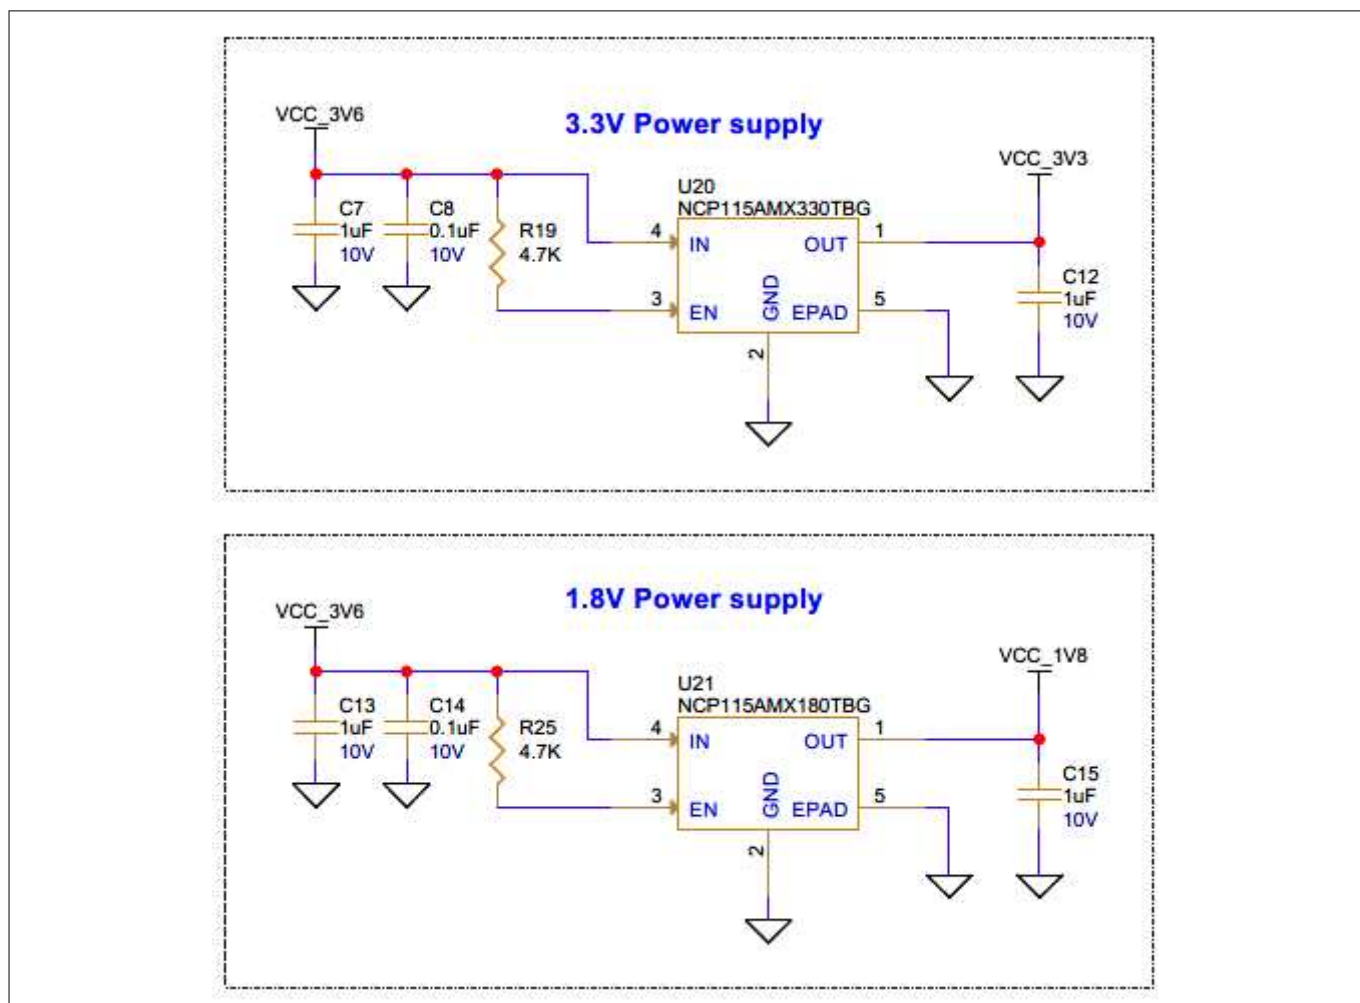 3.3V Power supply
VCC_3V6
VCC_3V3
U20
NCP115AMX330TBG
C7
1uF
10V
C8
0.1uF
10V
R19
4.7K
4
IN
OUT
1
3
EN
GND
EPAD
5
2
C12
1uF
10V
1.8V Power supply
VCC_3V6
VCC_1V8
U21
NCP115AMX180TBG
C13
1uF
10V
C14
0.1uF
10V
R25
4.7K
4
IN
OUT
1
3
EN
GND
EPAD
5
2
C15
1uF
10V